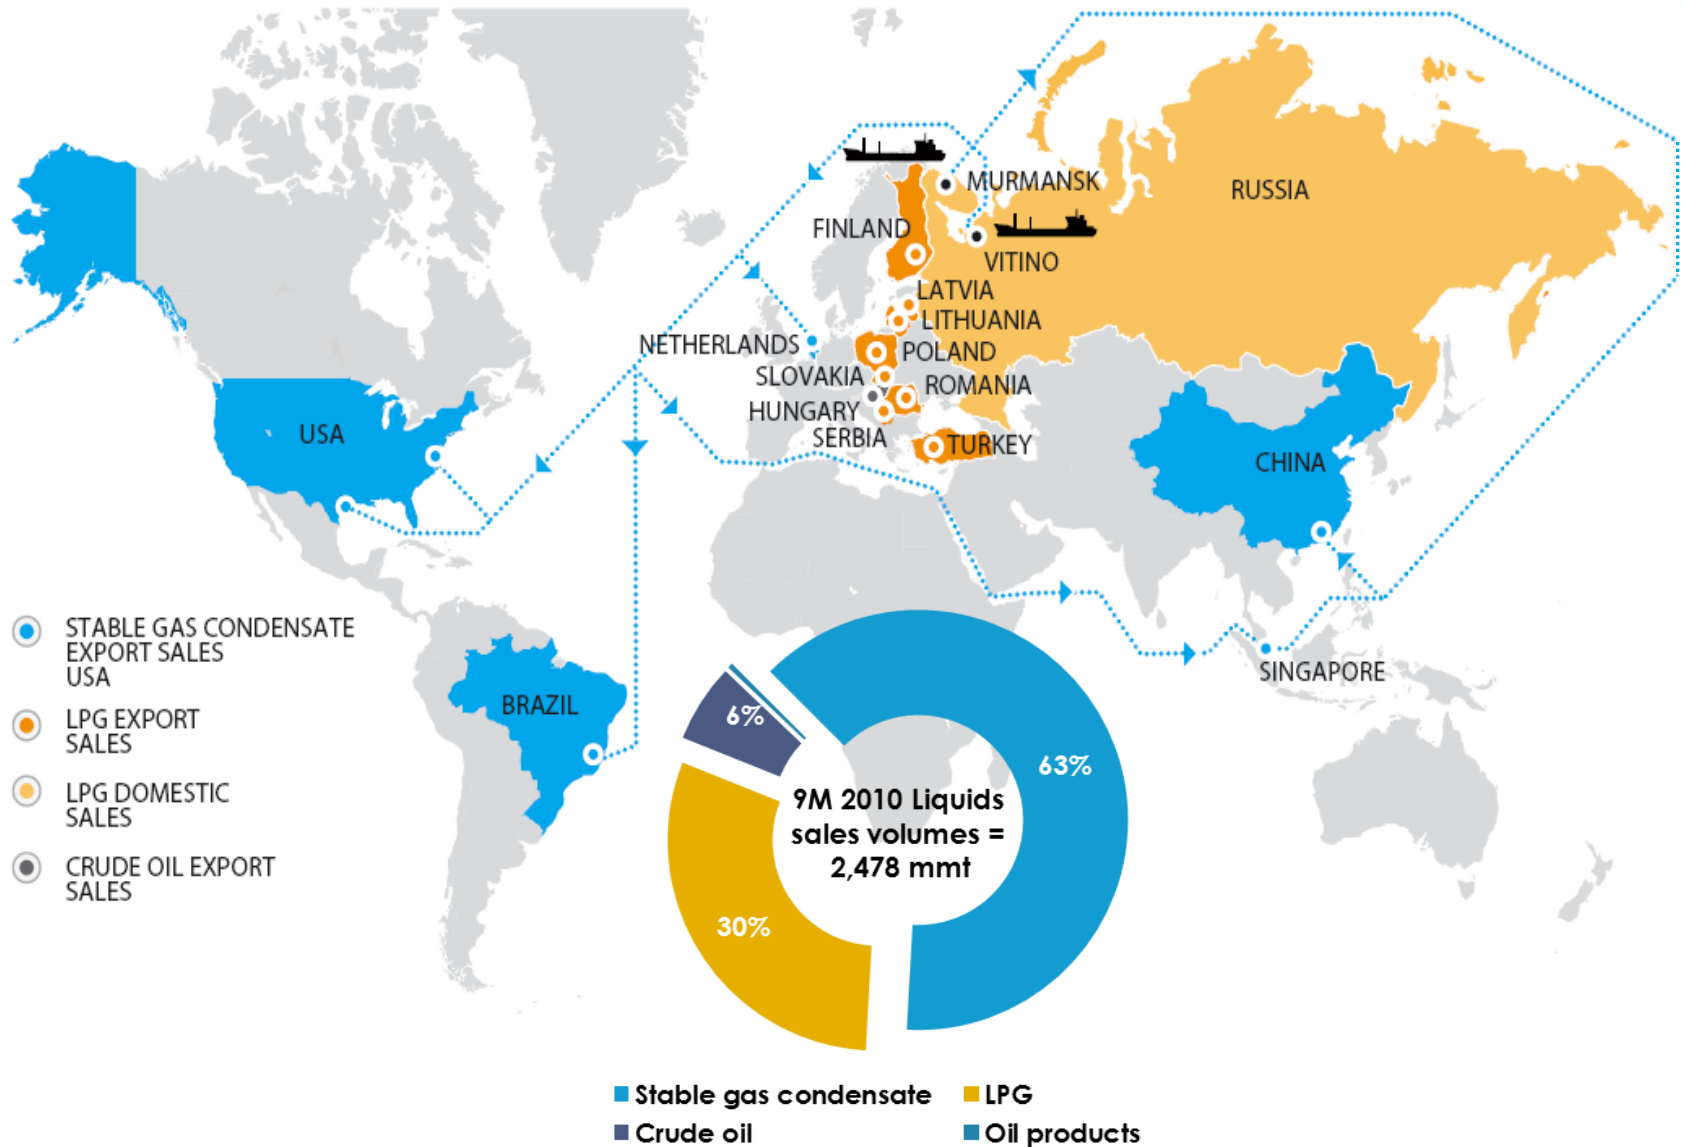 MURMANSK
RUSSIA
FINLAND
VITINO
LATVIA
LITHUANIA
NETHERLANDS
POLAND
SLOVAKIA
ROMANIA
HUNGARY
SERBIA
TURKEY
USA
CHINA
SINGAPORE
BRAZIL
STABLE GAS CONDENSATE
EXPORT SALES
USA
LPG EXPORT
SALES
LPG DOMESTIC
SALES
CRUDE OIL EXPORT
SALES
6%
63%
30%
9M 2010 Liquids
sales volumes =
2,478 mmt
Stable gas condensate
LPG
Crude oil
Oil products